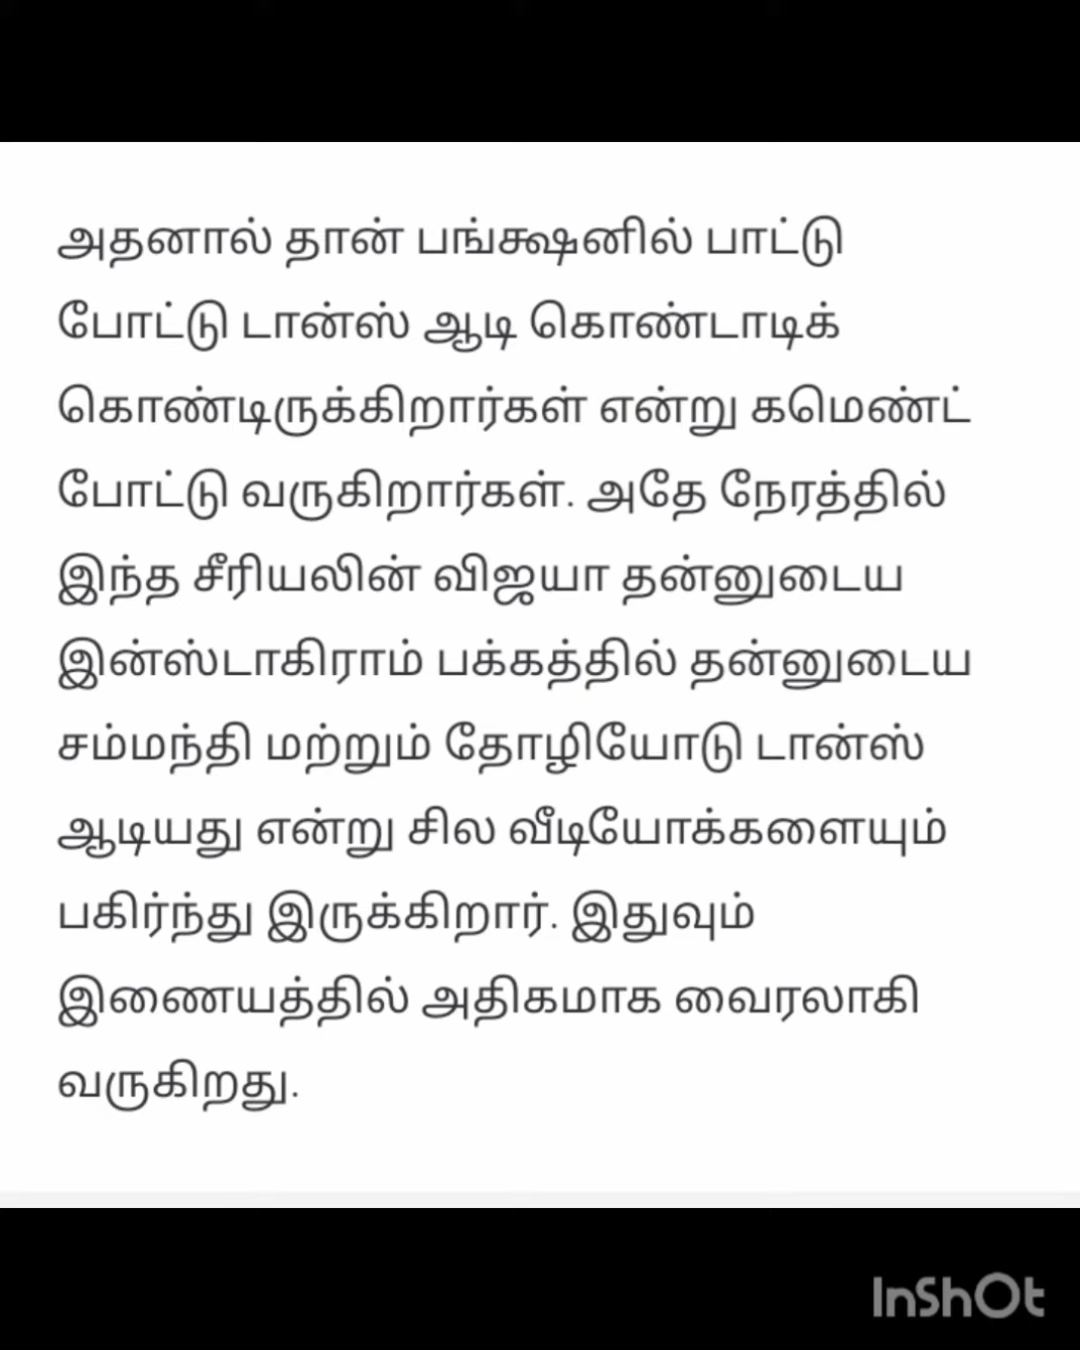 அதனால் தான் பங்க்ஷனில் பாட்டு
போட்டு டான்ஸ் ஆடி கொண்டாடிக்
கொண்டிருக்கிறார்கள் என்று கமெண்ட்
போட்டு வருகிறார்கள். அதே நேரத்தில்
இந்த சீரியலின் விஜயா தன்னுடைய
இன்ஸ்டாகிராம் பக்கத்தில் தன்னுடைய
சம்மந்தி மற்றும் தோழியோடு டான்ஸ்
ஆடியது என்று சில வீடியோக்களையும்
பகிர்ந்து இருக்கிறார். இதுவும்
இணையத்தில் அதிகமாக வைரலாகி
வருகிறது.
InShOt